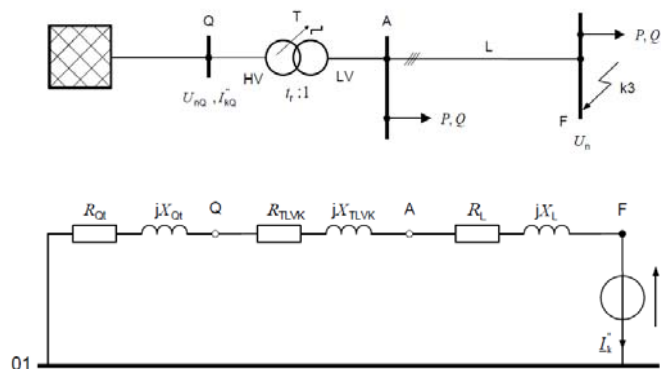 Q T A L P, Q
HV LV k3
U_nQ , I"_kQ t_r : 1 P, Q F
U_n
R_Qt jX_Qt Q R_TLVK jX_TLVK A R_L jX_L F
I"_k
01